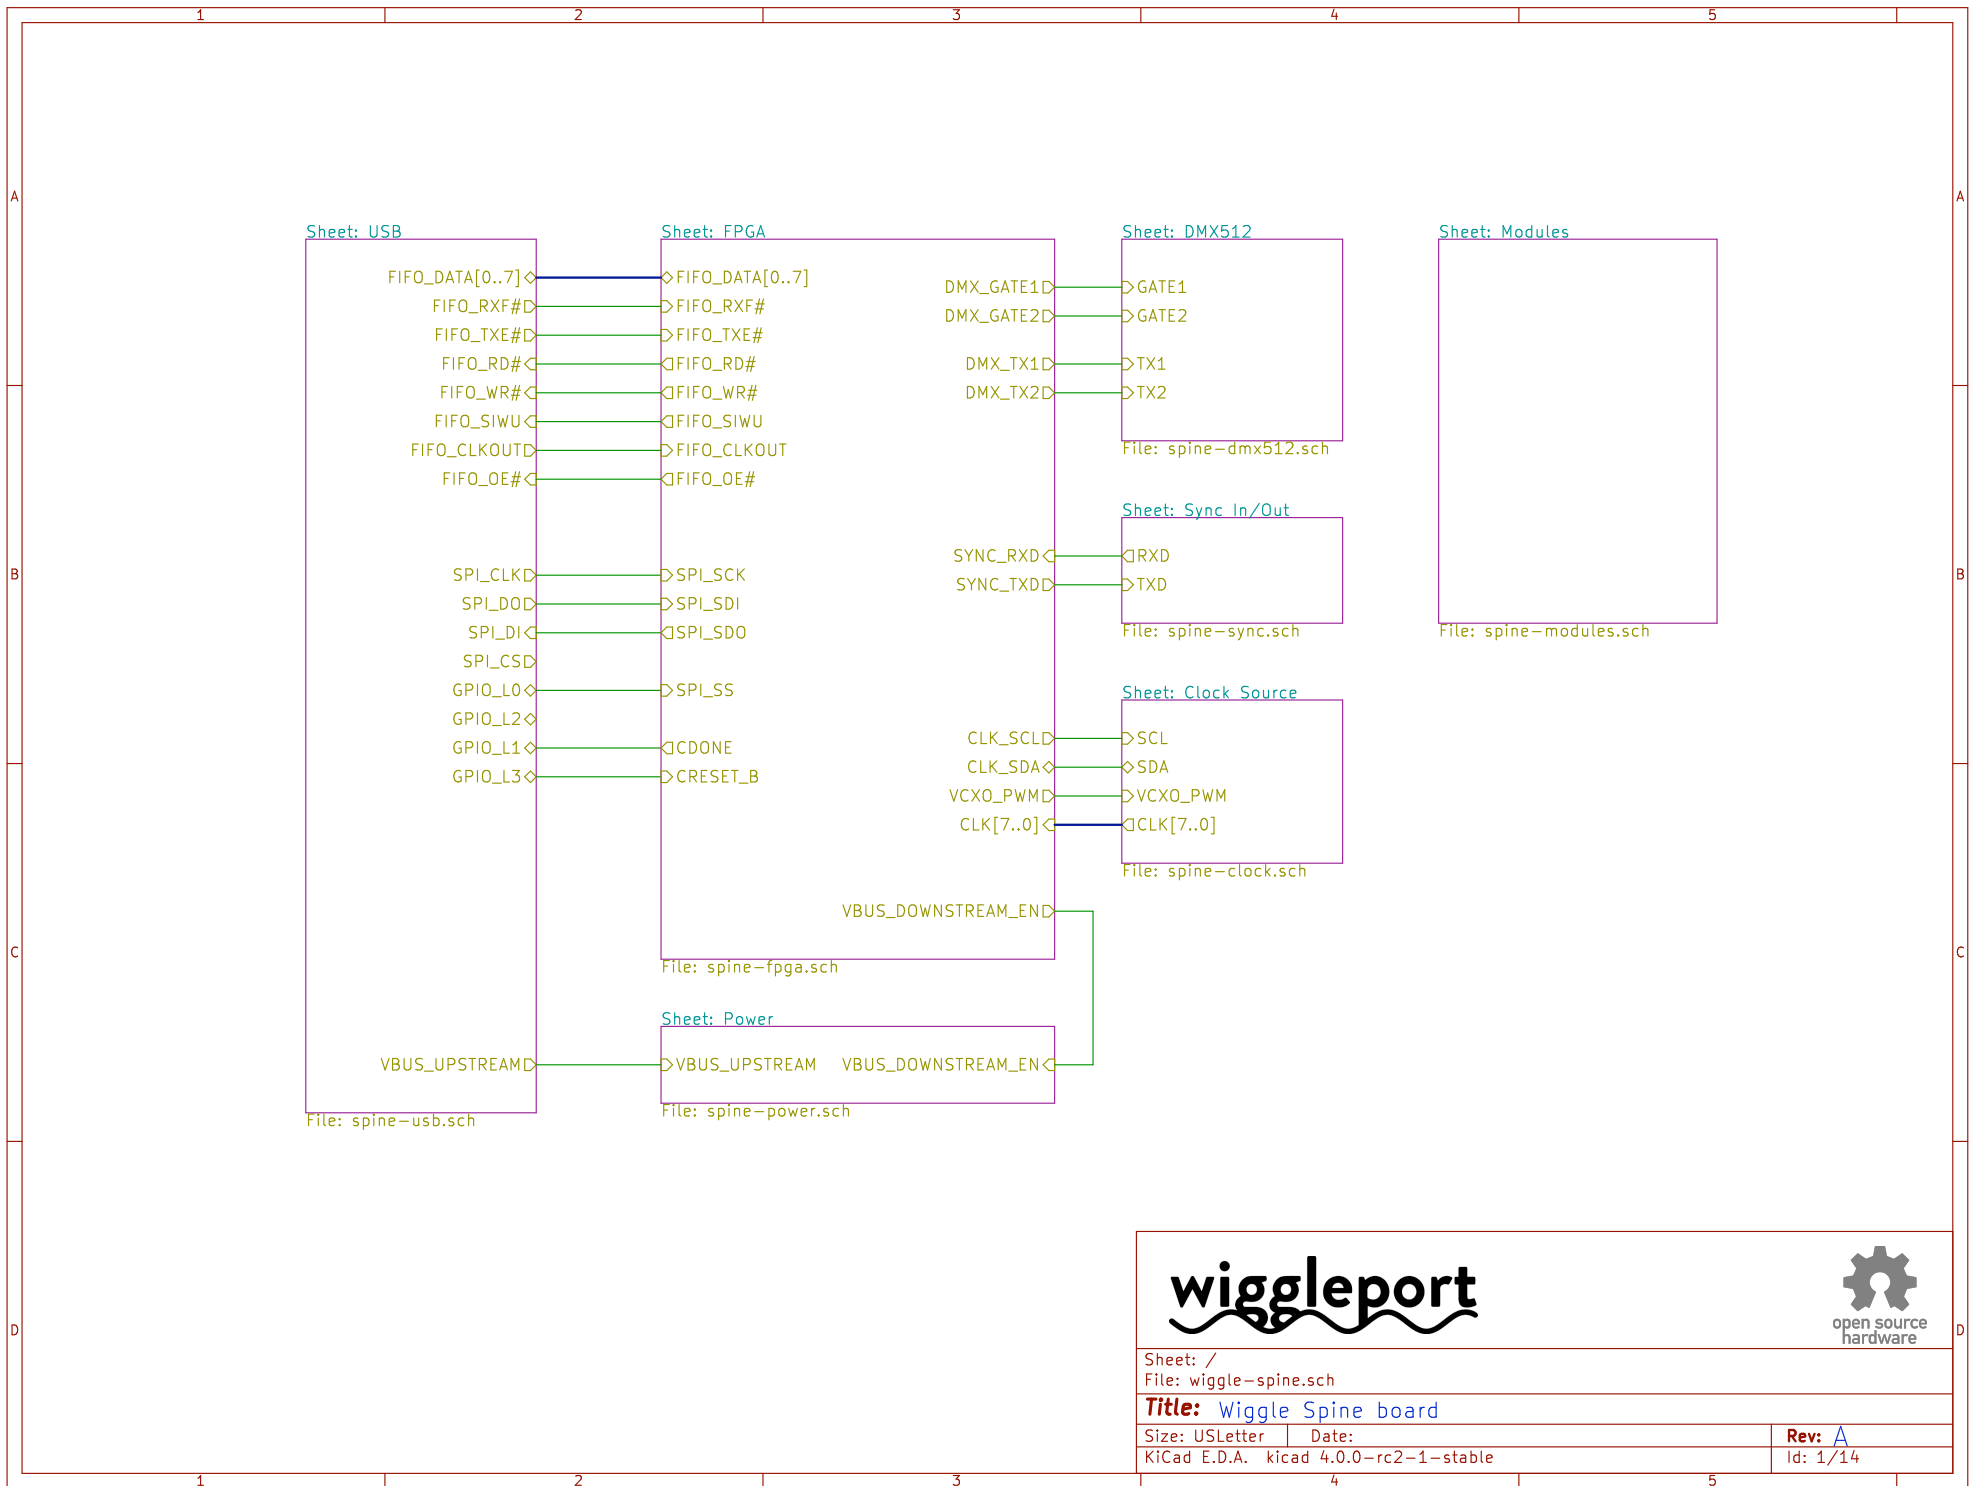 1 2 3 4 5
A A
B B
C C
D D
Sheet: USB
FIFO_DATA[0..7]
FIFO_RXF#
FIFO_TXE#
FIFO_RD#
FIFO_WR#
FIFO_SIWU
FIFO_CLKOUT
FIFO_OE#
SPI_CLK
SPI_DO
SPI_DI
SPI_CS
GPIO_L0
GPIO_L2
GPIO_L1
GPIO_L3
VBUS_UPSTREAM
File: spine-usb.sch
Sheet: FPGA
FIFO_DATA[0..7]
FIFO_RXF#
FIFO_TXE#
FIFO_RD#
FIFO_WR#
FIFO_SIWU
FIFO_CLKOUT
FIFO_OE#
SPI_SCK
SPI_SDI
SPI_SDO
SPI_SS
CDONE
CRESET_B
DMX_GATE1
DMX_GATE2
DMX_TX1
DMX_TX2
SYNC_RXD
SYNC_TXD
CLK_SCL
CLK_SDA
VCXO_PWM
CLK[7..0]
VBUS_DOWNSTREAM_EN
File: spine-fpga.sch
Sheet: Power
VBUS_UPSTREAM VBUS_DOWNSTREAM_EN
File: spine-power.sch
Sheet: DMX512
GATE1
GATE2
TX1
TX2
File: spine-dmx512.sch
Sheet: Sync In/Out
RXD
TXD
File: spine-sync.sch
Sheet: Clock Source
SCL
SDA
VCXO_PWM
CLK[7..0]
File: spine-clock.sch
Sheet: Modules
File: spine-modules.sch
wiggleport
open source
hardware
Sheet: /
File: wiggle-spine.sch
Title: Wiggle Spine board
Size: USLetter Date: Rev: A
KiCad E.D.A. kicad 4.0.0-rc2-1-stable Id: 1/14
1 2 3 4 5